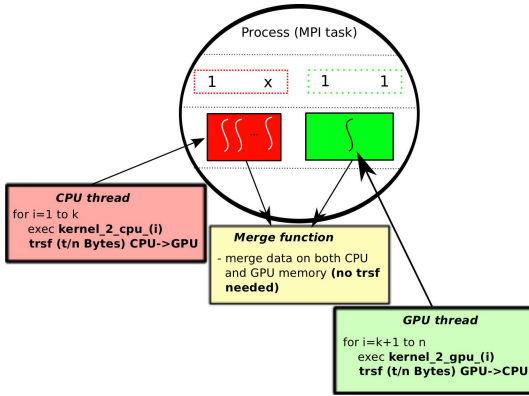 Process (MPI task)
1 x 1 1
...
CPU thread
for i=1 to k
exec kernel_2_cpu_(i)
trsf (t/n Bytes) CPU->GPU
Merge function
- merge data on both CPU
and GPU memory (no trsf
needed)
GPU thread
for i=k+1 to n
exec kernel_2_gpu_(i)
trsf (t/n Bytes) GPU->CPU